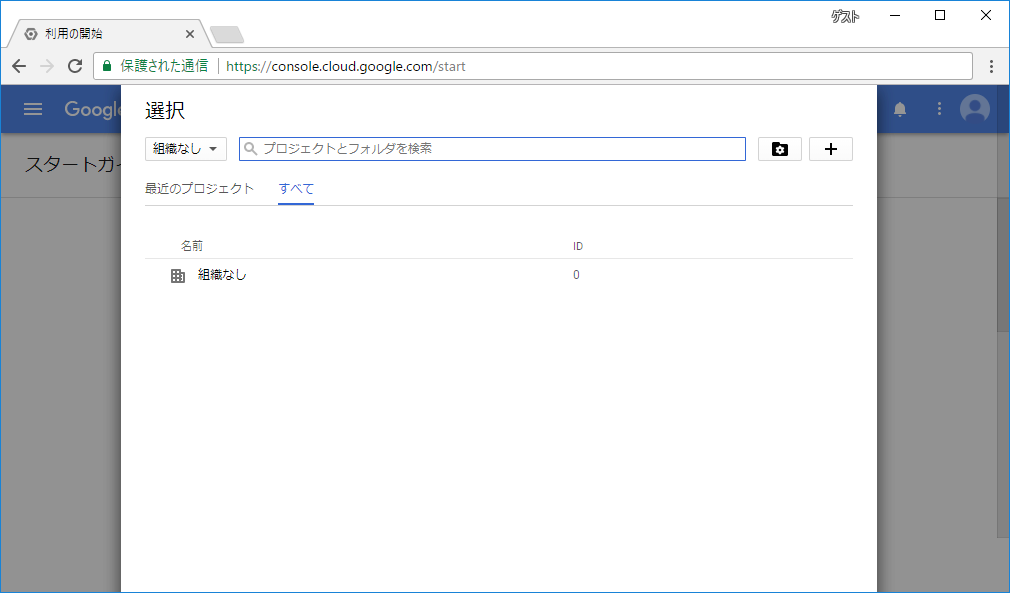 ゲスト
利用の開始
保護された通信 https://console.cloud.google.com/start
Google
選択
組織なし プロジェクトとフォルダを検索
スタートガイ
最近のプロジェクト すべて
名前 ID
組織なし 0